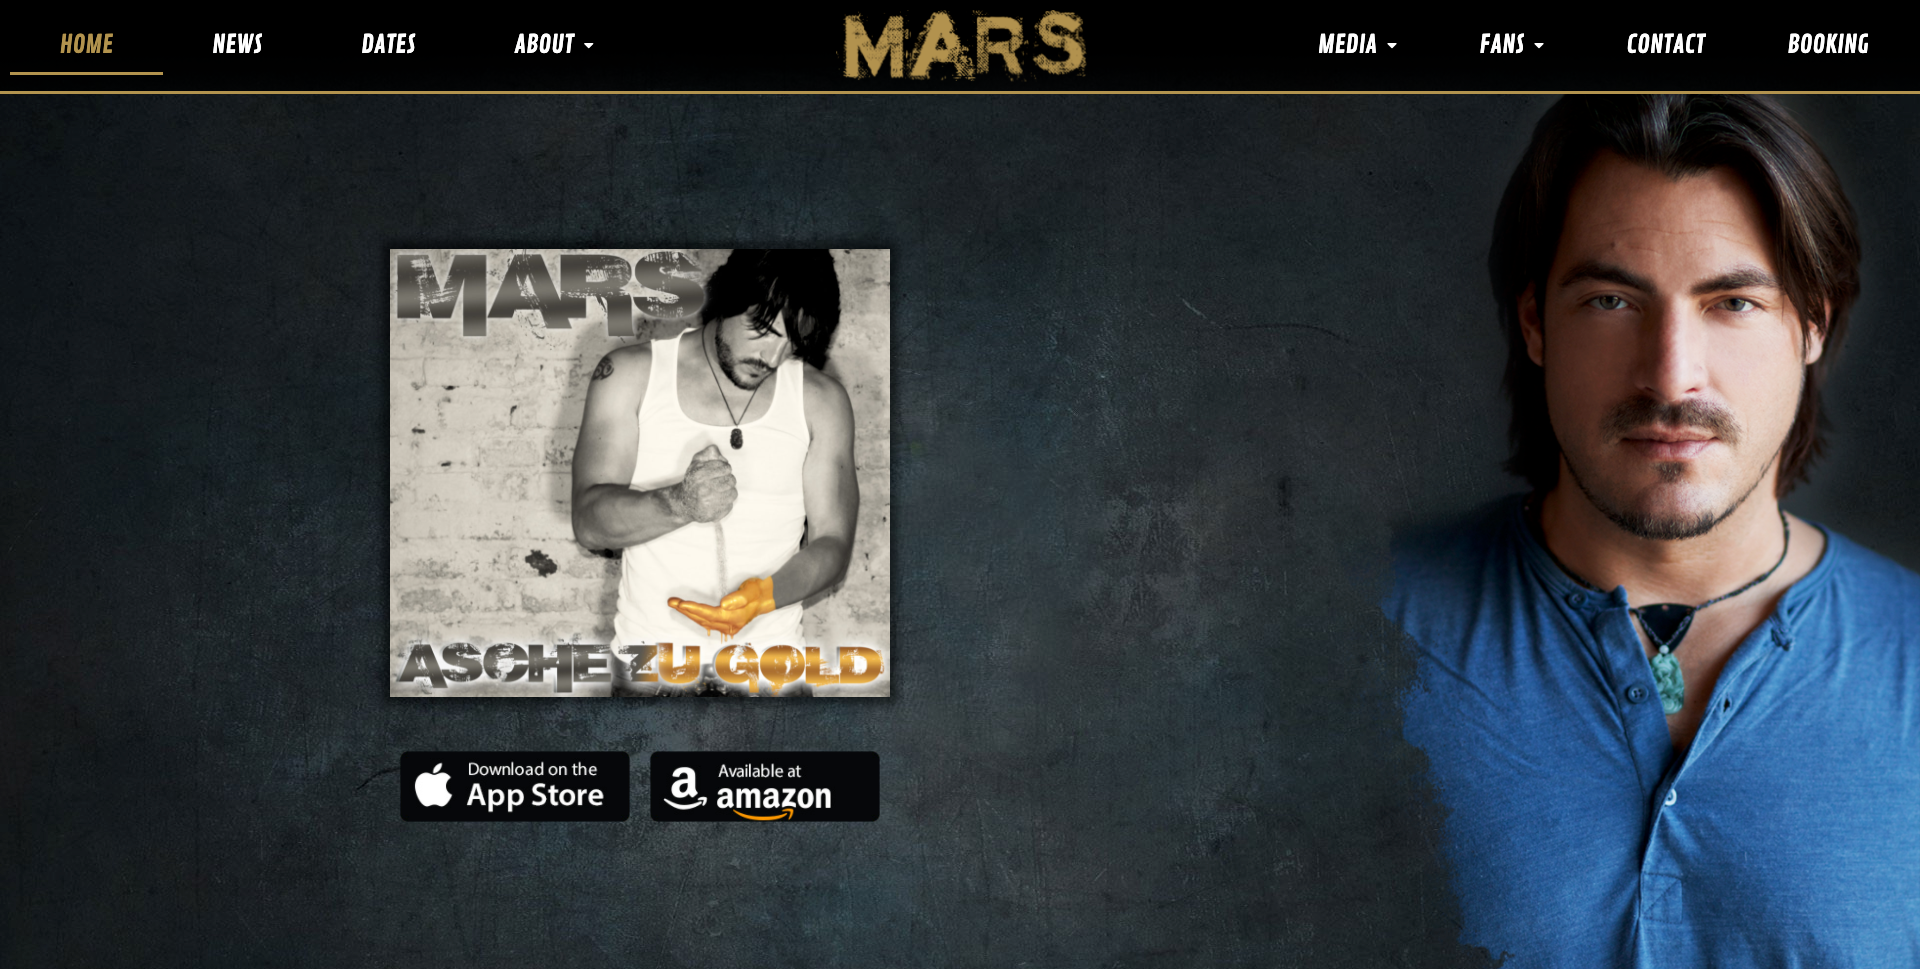 HOME
NEWS
DATES
ABOUT
MARS
MEDIA
FANS
CONTACT
BOOKING
MARS
ASCHE ZU GOLD
Download on the
App Store
Available at
amazon